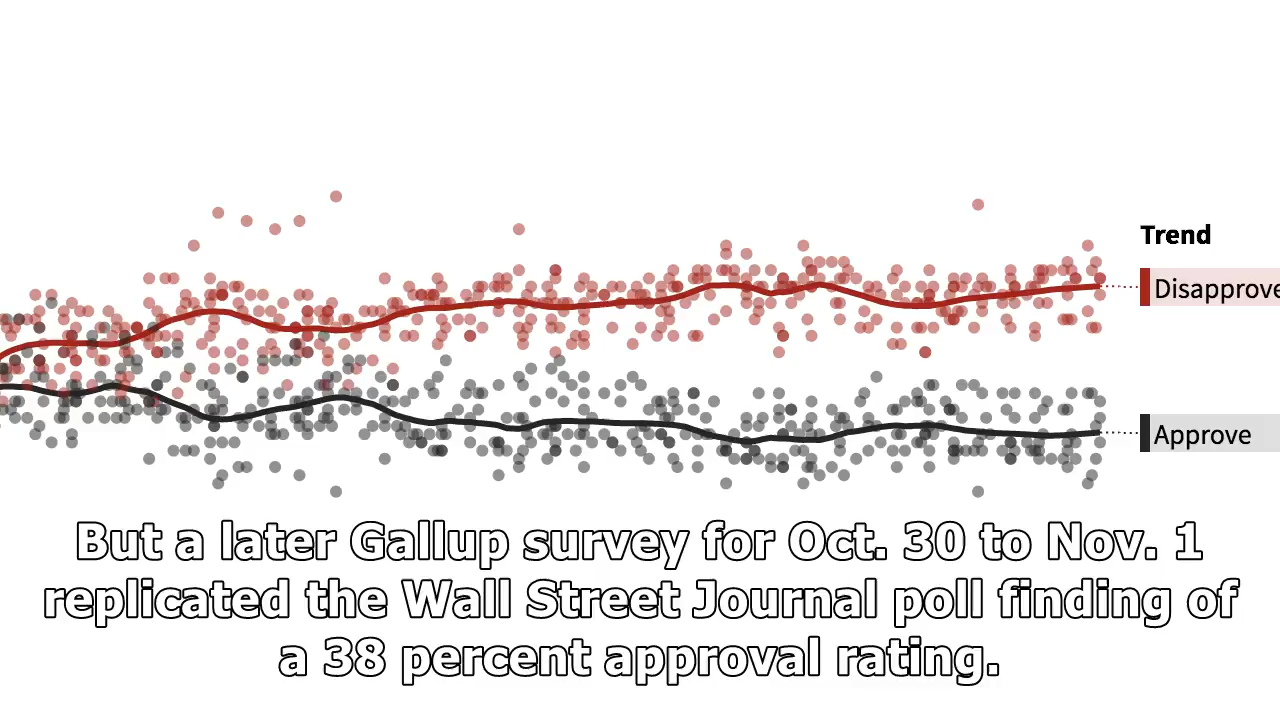 Trend
Disapprove
Approve
But a later Gallup survey for Oct. 30 to Nov. 1
replicated the Wall Street Journal poll finding of
a 38 percent approval rating.